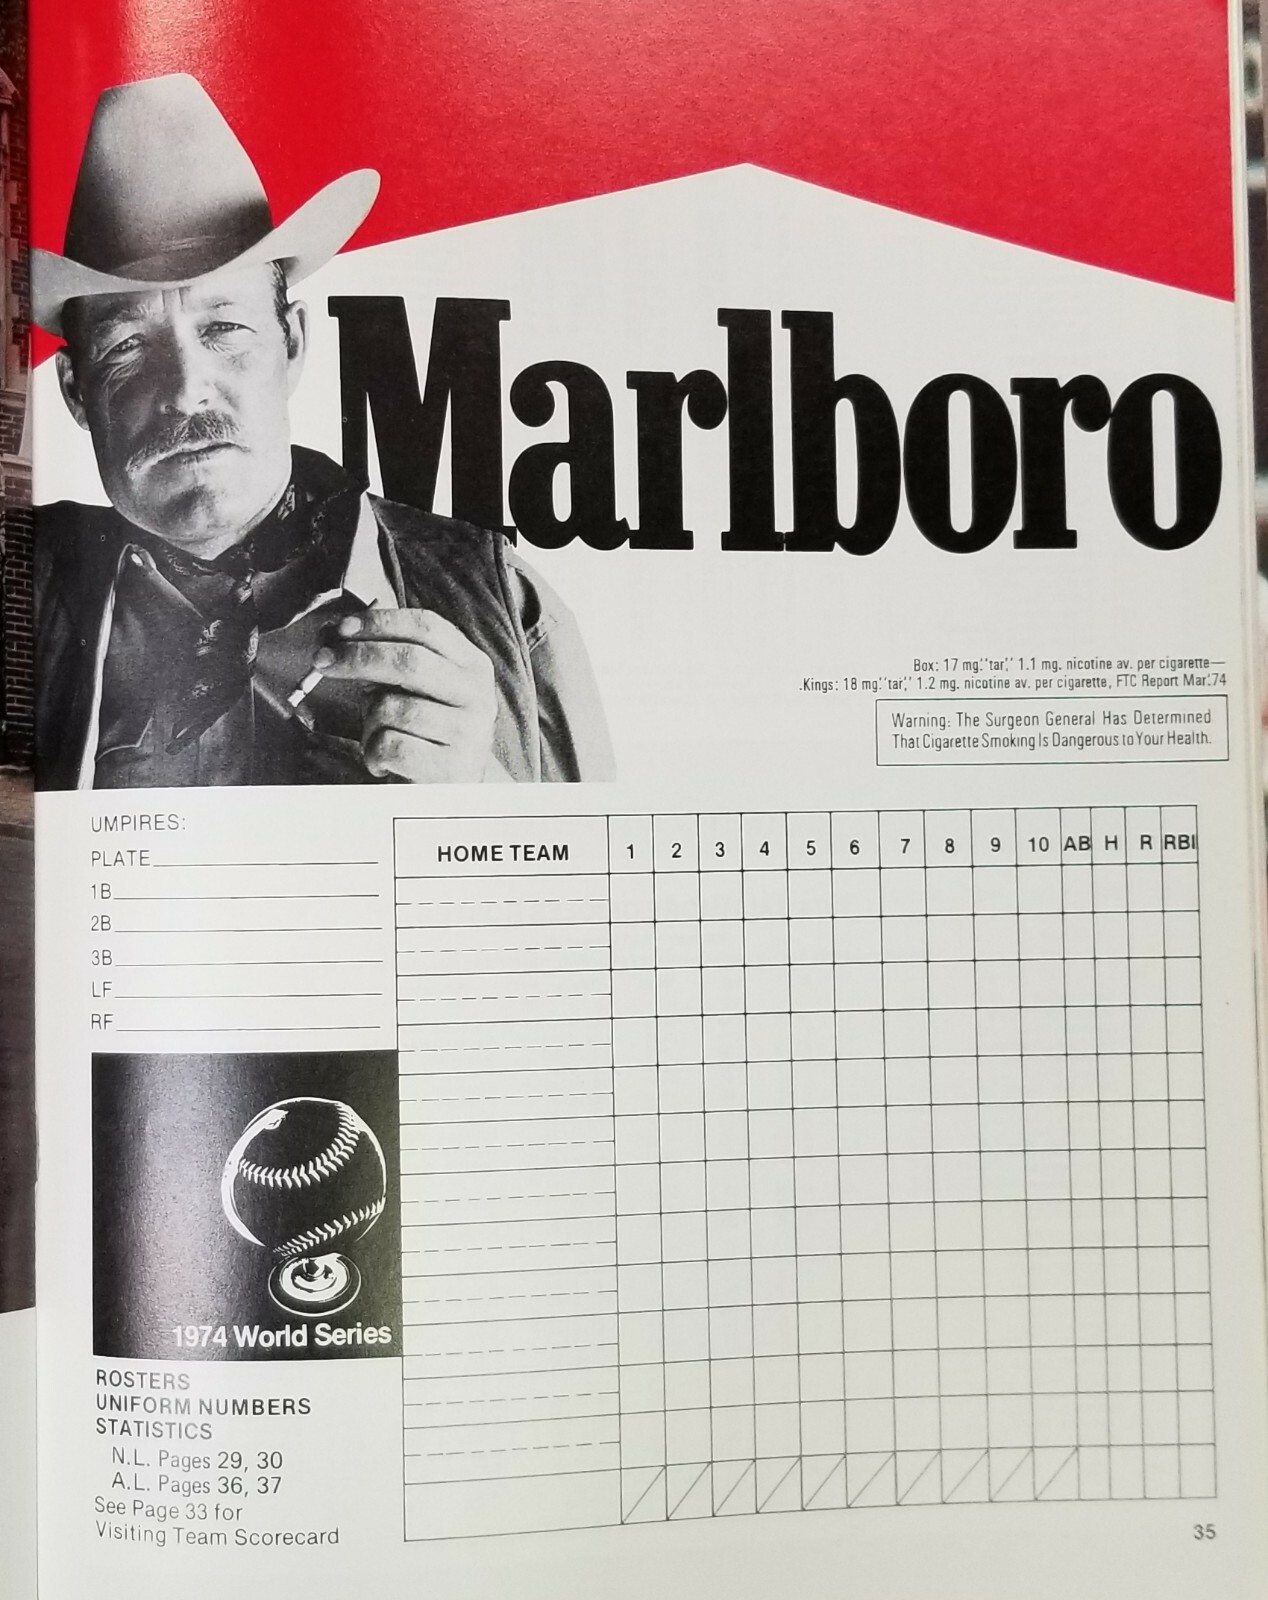 Marlboro
Box: 17 mg."tar," 1.1 mg. nicotine av. per cigarette—
.Kings: 18 mg."tar," 1.2 mg. nicotine av. per cigarette, FTC Report Mar.'74
Warning: The Surgeon General Has Determined
That Cigarette Smoking Is Dangerous to Your Health.
UMPIRES:
PLATE
1B
2B
3B
LF
RF
HOME TEAM 1 2 3 4 5 6 7 8 9 10 AB H R RBI
1974 World Series
ROSTERS
UNIFORM NUMBERS
STATISTICS
N.L. Pages 29, 30
A.L. Pages 36, 37
See Page 33 for
Visiting Team Scorecard
35